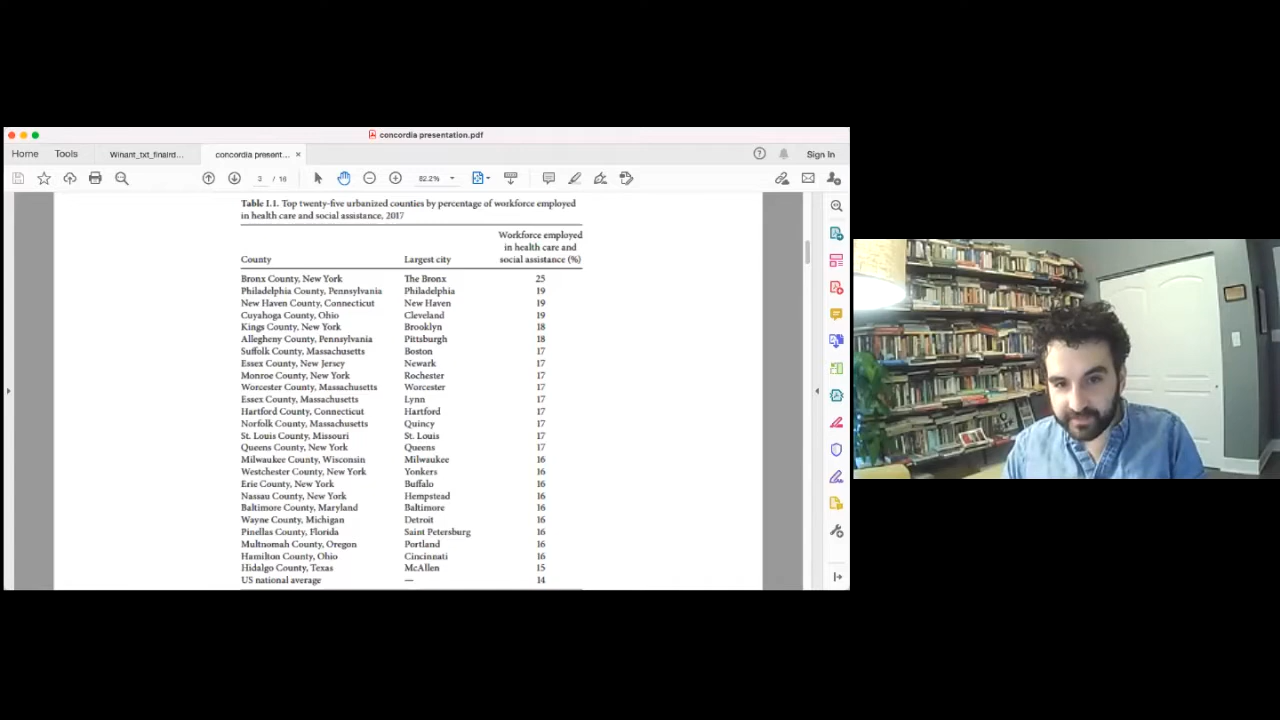 concordia presentation.pdf
Home Tools Winant_txt_finalrd... concordia present... × Sign In
3 / 16 82.2%
Table I.1. Top twenty-five urbanized counties by percentage of workforce employed
in health care and social assistance, 2017
Workforce employed
in health care and
County Largest city social assistance (%)
Bronx County, New York The Bronx 25
Philadelphia County, Pennsylvania Philadelphia 19
New Haven County, Connecticut New Haven 19
Cuyahoga County, Ohio Cleveland 19
Kings County, New York Brooklyn 18
Allegheny County, Pennsylvania Pittsburgh 18
Suffolk County, Massachusetts Boston 17
Essex County, New Jersey Newark 17
Monroe County, New York Rochester 17
Worcester County, Massachusetts Worcester 17
Essex County, Massachusetts Lynn 17
Hartford County, Connecticut Hartford 17
Norfolk County, Massachusetts Quincy 17
St. Louis County, Missouri St. Louis 17
Queens County, New York Queens 17
Milwaukee County, Wisconsin Milwaukee 16
Westchester County, New York Yonkers 16
Erie County, New York Buffalo 16
Nassau County, New York Hempstead 16
Baltimore County, Maryland Baltimore 16
Wayne County, Michigan Detroit 16
Pinellas County, Florida Saint Petersburg 16
Multnomah County, Oregon Portland 16
Hamilton County, Ohio Cincinnati 16
Hidalgo County, Texas McAllen 15
US national average — 14